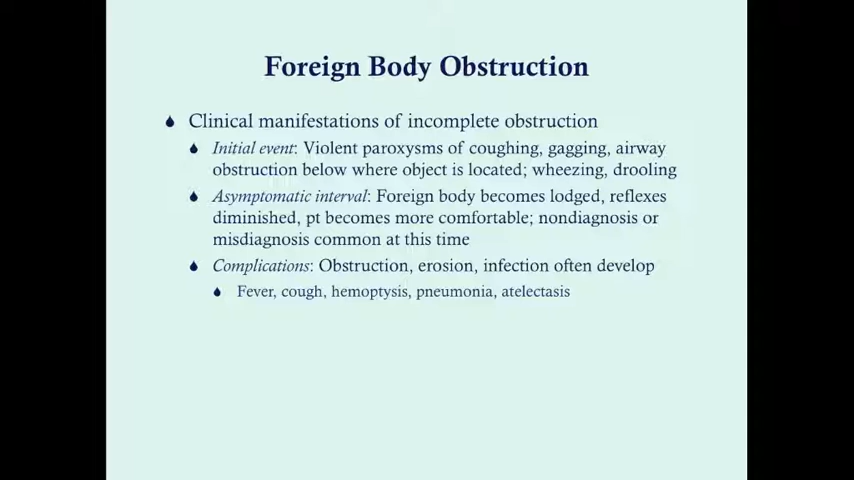 Foreign Body Obstruction
Clinical manifestations of incomplete obstruction
Initial event: Violent paroxysms of coughing, gagging, airway
obstruction below where object is located; wheezing, drooling
Asymptomatic interval: Foreign body becomes lodged, reflexes
diminished, pt becomes more comfortable; nondiagnosis or
misdiagnosis common at this time
Complications: Obstruction, erosion, infection often develop
Fever, cough, hemoptysis, pneumonia, atelectasis